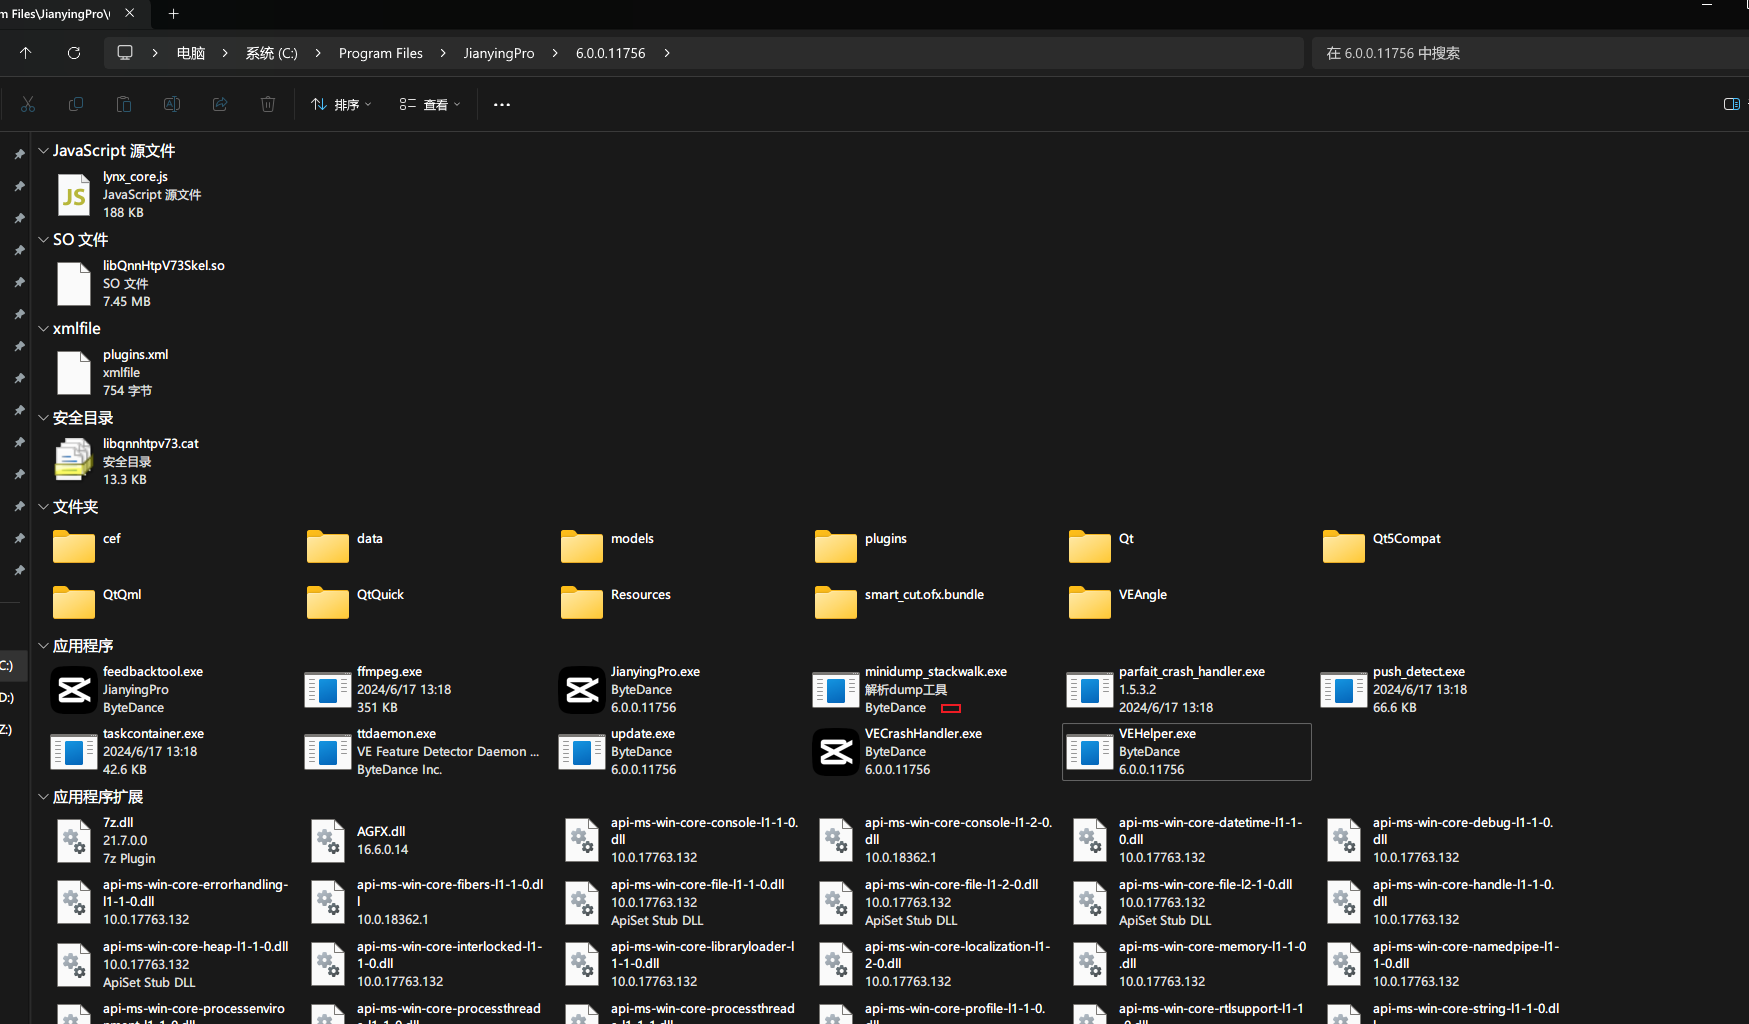 m Files\JianyingPro\
电脑
系统 (C:)
Program Files
JianyingPro
6.0.0.11756
在 6.0.0.11756 中搜索
排序
查看
JavaScript 源文件
JS
lynx_core.js
JavaScript 源文件
188 KB
SO 文件
libQnnHtpV73Skel.so
SO 文件
7.45 MB
xmlfile
plugins.xml
xmlfile
754 字节
安全目录
libqnnhtpv73.cat
安全目录
13.3 KB
文件夹
cef
data
models
plugins
Qt
Qt5Compat
QtQml
QtQuick
Resources
smart_cut.ofx.bundle
VEAngle
C:)
D:)
Z:)
应用程序
feedbacktool.exe
JianyingPro
ByteDance
ffmpeg.exe
2024/6/17 13:18
351 KB
JianyingPro.exe
ByteDance
6.0.0.11756
minidump_stackwalk.exe
解析dump工具
ByteDance
parfait_crash_handler.exe
1.5.3.2
2024/6/17 13:18
push_detect.exe
2024/6/17 13:18
66.6 KB
taskcontainer.exe
2024/6/17 13:18
42.6 KB
ttdaemon.exe
VE Feature Detector Daemon ...
ByteDance Inc.
update.exe
ByteDance
6.0.0.11756
VECrashHandler.exe
ByteDance
6.0.0.11756
VEHelper.exe
ByteDance
6.0.0.11756
应用程序扩展
7z.dll
21.7.0.0
7z Plugin
AGFX.dll
16.6.0.14
api-ms-win-core-console-l1-1-0.
dll
10.0.17763.132
api-ms-win-core-console-l1-2-0.
dll
10.0.18362.1
api-ms-win-core-datetime-l1-1-
0.dll
10.0.17763.132
api-ms-win-core-debug-l1-1-0.
dll
10.0.17763.132
api-ms-win-core-errorhandling-
l1-1-0.dll
10.0.17763.132
api-ms-win-core-fibers-l1-1-0.dl
l
10.0.18362.1
api-ms-win-core-file-l1-1-0.dll
10.0.17763.132
ApiSet Stub DLL
api-ms-win-core-file-l1-2-0.dll
10.0.17763.132
ApiSet Stub DLL
api-ms-win-core-file-l2-1-0.dll
10.0.17763.132
ApiSet Stub DLL
api-ms-win-core-handle-l1-1-0.
dll
10.0.17763.132
api-ms-win-core-heap-l1-1-0.dll
10.0.17763.132
ApiSet Stub DLL
api-ms-win-core-interlocked-l1-
1-0.dll
10.0.17763.132
api-ms-win-core-libraryloader-l
1-1-0.dll
10.0.17763.132
api-ms-win-core-localization-l1-
2-0.dll
10.0.17763.132
api-ms-win-core-memory-l1-1-0
.dll
10.0.17763.132
api-ms-win-core-namedpipe-l1-
1-0.dll
10.0.17763.132
api-ms-win-core-processenviro
nment-l1-1-0.dll
api-ms-win-core-processthread
s-l1-1-0.dll
api-ms-win-core-processthread
s-l1-1-1.dll
api-ms-win-core-profile-l1-1-0.
dll
api-ms-win-core-rtlsupport-l1-1
-0.dll
api-ms-win-core-string-l1-1-0.dl
l